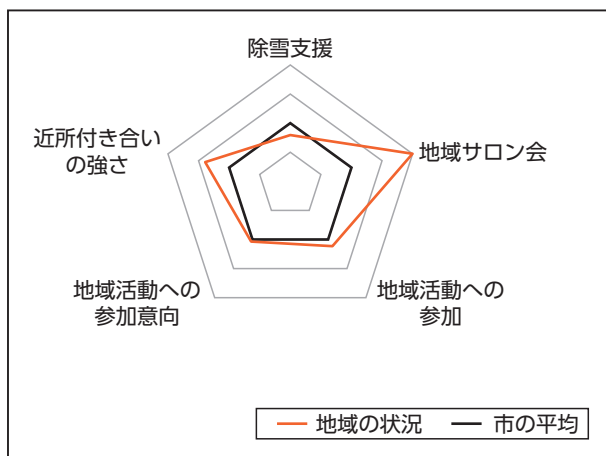 除雪支援
近所付き合い
の強さ
地域サロン会
地域活動への
参加意向
地域活動への
参加
地域の状況
市の平均